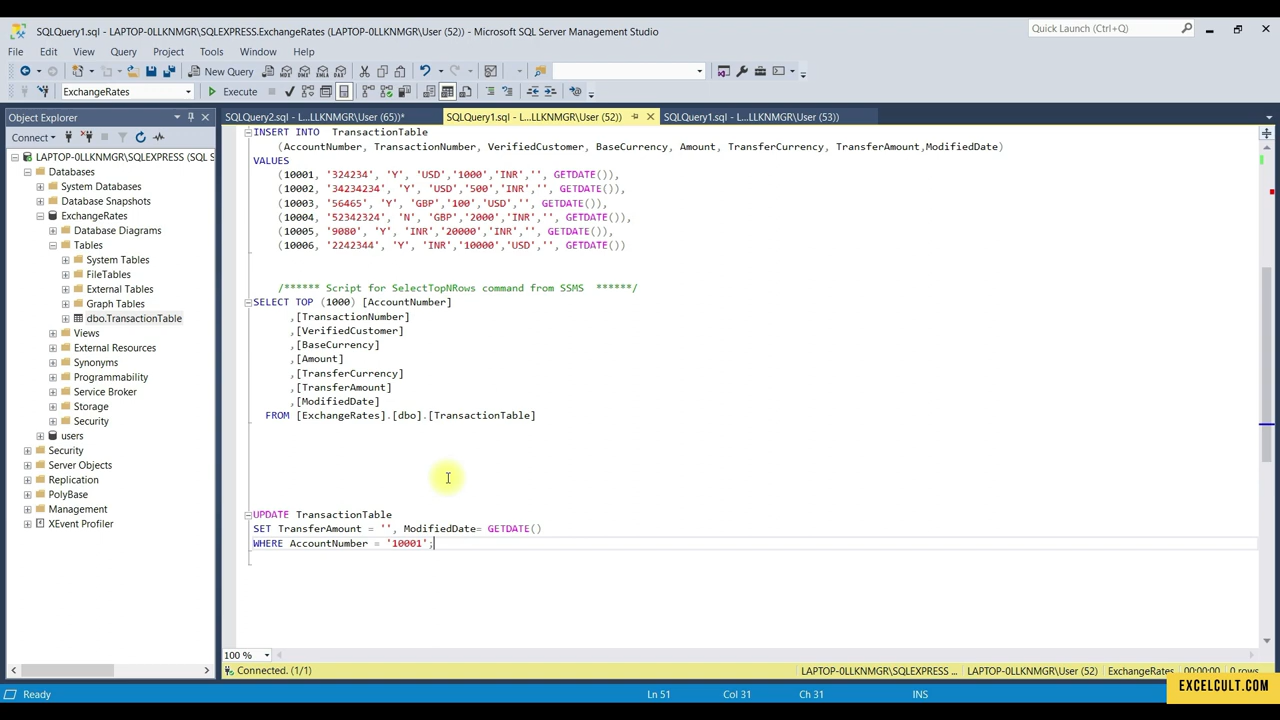 SQLQuery1.sql - LAPTOP-0LLKNMGR\SQLEXPRESS.ExchangeRates (LAPTOP-0LLKNMGR\User (52)) - Microsoft SQL Server Management Studio
Quick Launch (Ctrl+Q)
File Edit View Query Project Tools Window Help
New Query
ExchangeRates Execute
Object Explorer
SQLQuery2.sql - L...LLKNMGR\User (65))* SQLQuery1.sql - L...LLKNMGR\User (52)) SQLQuery1.sql - L...LLKNMGR\User (53))
Connect
LAPTOP-0LLKNMGR\SQLEXPRESS (SQL S
Databases
System Databases
Database Snapshots
ExchangeRates
Database Diagrams
Tables
System Tables
FileTables
External Tables
Graph Tables
dbo.TransactionTable
Views
External Resources
Synonyms
Programmability
Service Broker
Storage
Security
users
Security
Server Objects
Replication
PolyBase
Management
XEvent Profiler
INSERT INTO TransactionTable
(AccountNumber, TransactionNumber, VerifiedCustomer, BaseCurrency, Amount, TransferCurrency, TransferAmount,ModifiedDate)
VALUES
(10001, '324234', 'Y', 'USD','1000','INR','', GETDATE()),
(10002, '34234234', 'Y', 'USD','500','INR','', GETDATE()),
(10003, '56465', 'Y', 'GBP','100','USD','', GETDATE()),
(10004, '52342324', 'N', 'GBP','2000','INR','', GETDATE()),
(10005, '9080', 'Y', 'INR','20000','INR','', GETDATE()),
(10006, '2242344', 'Y', 'INR','10000','USD','', GETDATE())
/****** Script for SelectTopNRows command from SSMS ******/
SELECT TOP (1000) [AccountNumber]
,[TransactionNumber]
,[VerifiedCustomer]
,[BaseCurrency]
,[Amount]
,[TransferCurrency]
,[TransferAmount]
,[ModifiedDate]
FROM [ExchangeRates].[dbo].[TransactionTable]
UPDATE TransactionTable
SET TransferAmount = '', ModifiedDate= GETDATE()
WHERE AccountNumber = '10001';
100 %
Connected. (1/1) LAPTOP-0LLKNMGR\SQLEXPRESS ... LAPTOP-0LLKNMGR\User (52) ExchangeRates 00:00:00 0 rows
Ready Ln 51 Col 31 Ch 31 INS
EXCELCULT.COM